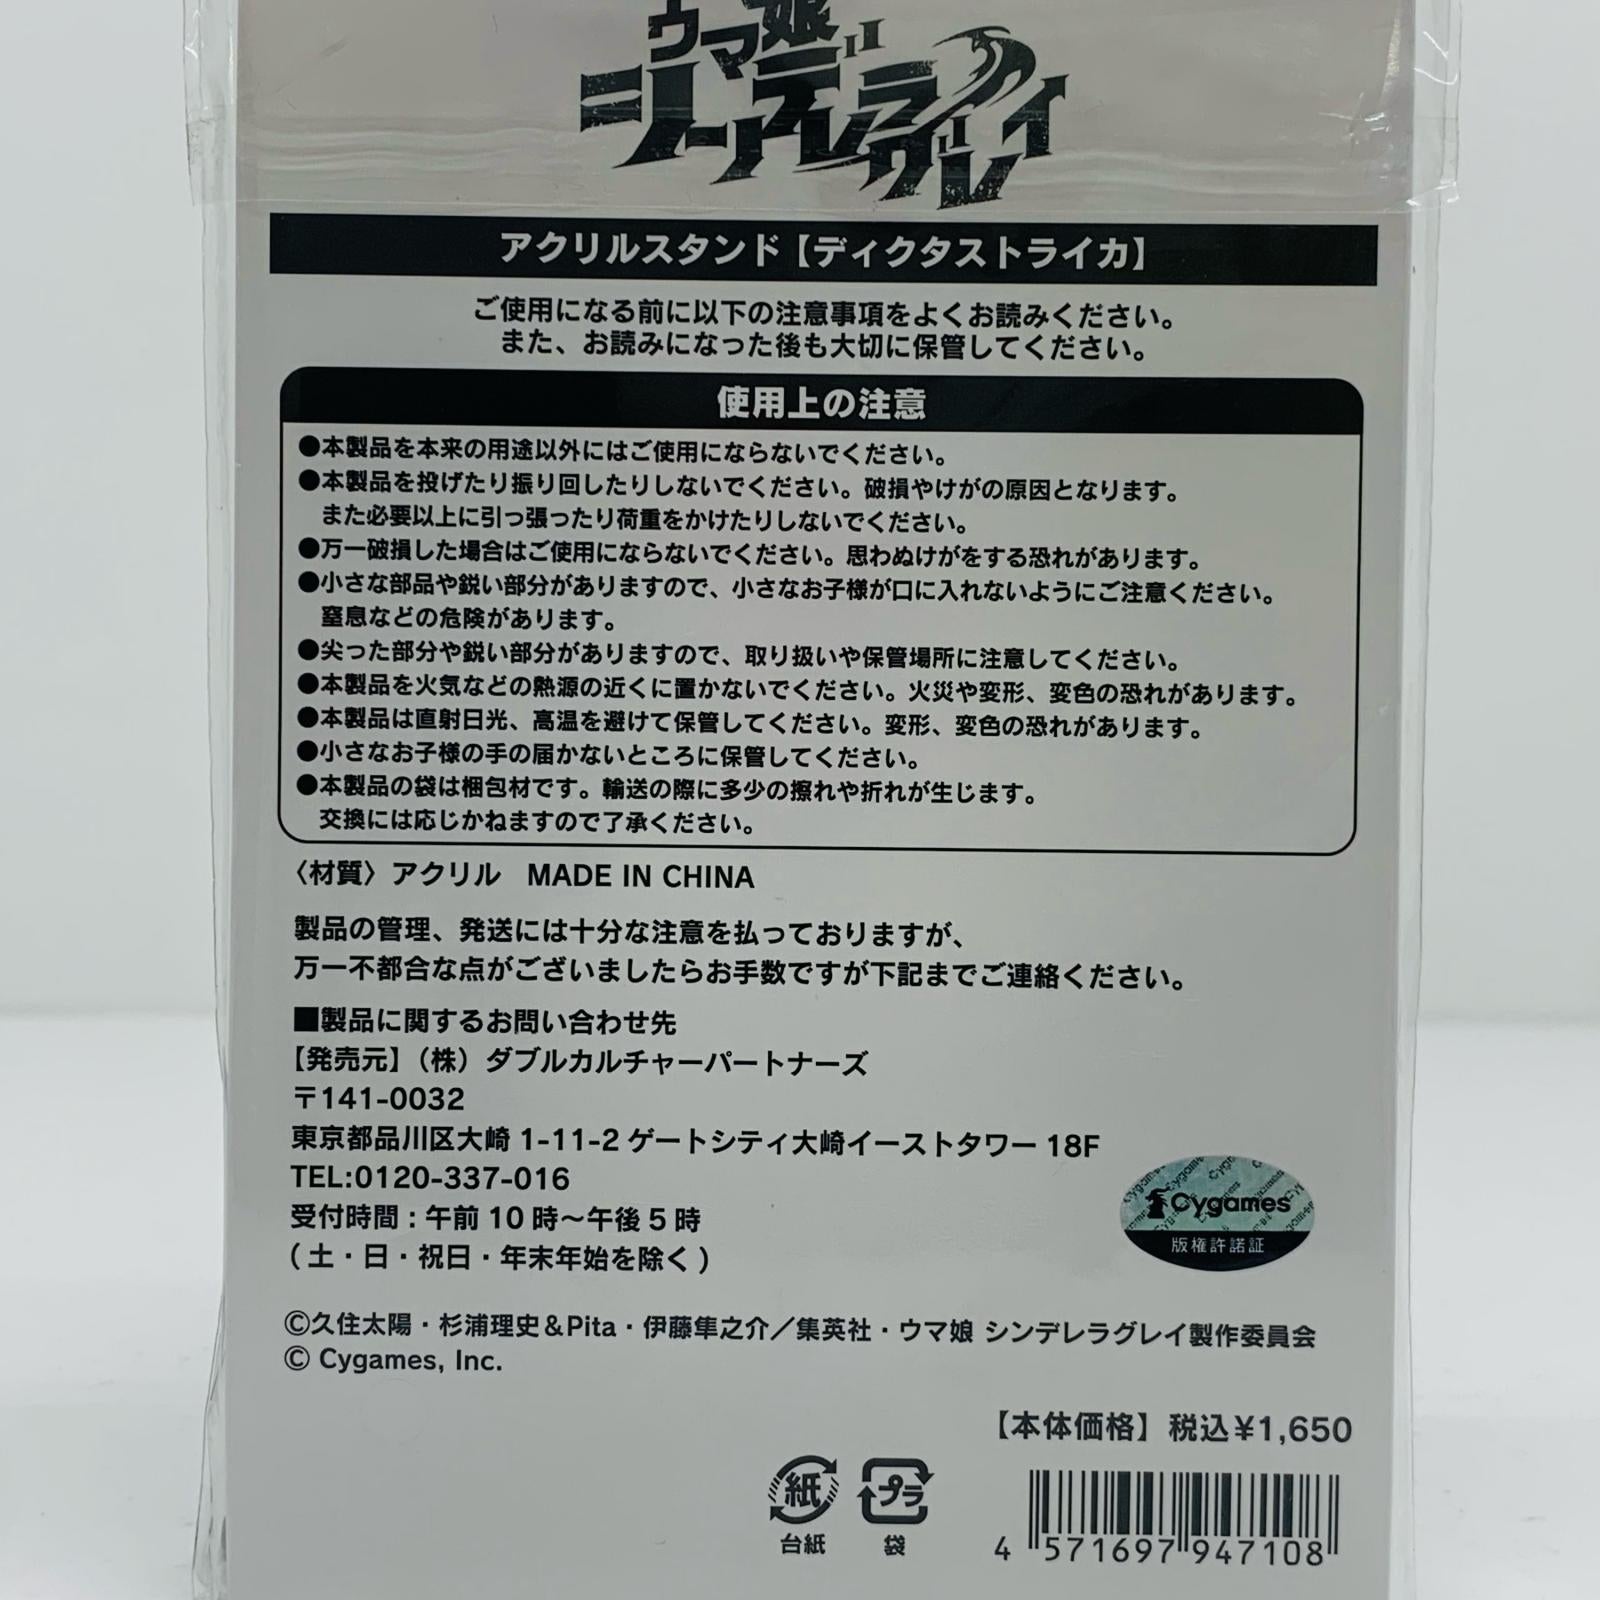 ウマ娘
シンデレラグレイ
アクリルスタンド【ディクタストライカ】
ご使用になる前に以下の注意事項をよくお読みください。
また、お読みになった後も大切に保管してください。
使用上の注意
●本製品を本来の用途以外にはご使用にならないでください。
●本製品を投げたり振り回したりしないでください。破損やけがの原因となります。
また必要以上に引っ張ったり荷重をかけたりしないでください。
●万一破損した場合はご使用にならないでください。思わぬけがをする恐れがあります。
●小さな部品や鋭い部分がありますので、小さなお子様が口に入れないようにご注意ください。
窒息などの危険があります。
●尖った部分や鋭い部分がありますので、取り扱いや保管場所に注意してください。
●本製品を火気などの熱源の近くに置かないでください。火災や変形、変色の恐れがあります。
●本製品は直射日光、高温を避けて保管してください。変形、変色の恐れがあります。
●小さなお子様の手の届かないところに保管してください。
●本製品の袋は梱包材です。輸送の際に多少の擦れや折れが生じます。
交換には応じかねますので了承ください。
〈材質〉アクリル MADE IN CHINA
製品の管理、発送には十分な注意を払っておりますが、
万一不都合な点がございましたらお手数ですが下記までご連絡ください。
■製品に関するお問い合わせ先
【発売元】（株）ダブルカルチャーパートナーズ
〒141-0032
東京都品川区大崎 1-11-2 ゲートシティ大崎イーストタワー 18F
TEL:0120-337-016
受付時間：午前 10 時〜午後 5 時
（土・日・祝日・年末年始を除く）
Cygames
版権許諾証
©久住太陽・杉浦理史＆Pita・伊藤隼之介／集英社・ウマ娘 シンデレラグレイ製作委員会
© Cygames, Inc.
【本体価格】税込¥1,650
紙
プラ
台紙
袋
4 571697 947108